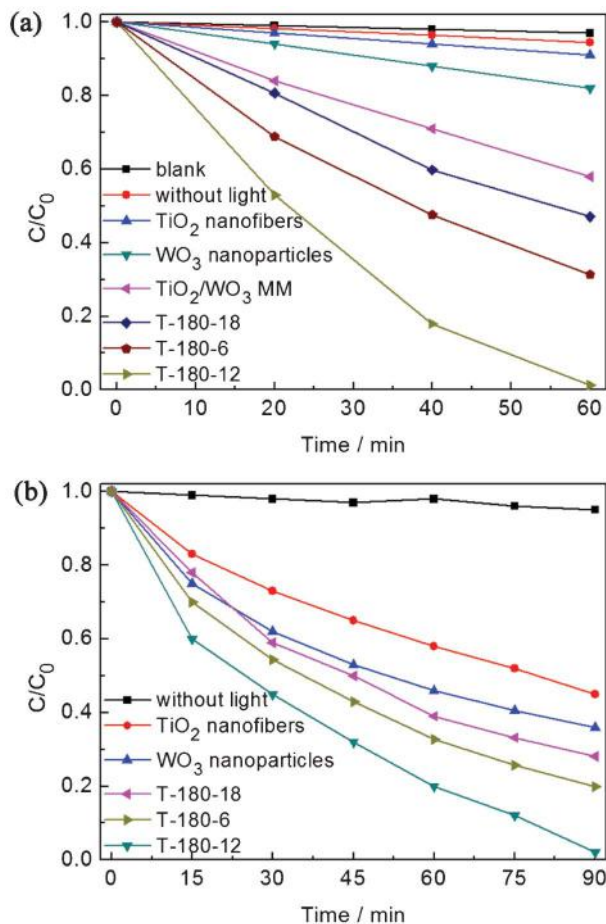 (a)
1.0
0.8
0.6
0.4
0.2
0.0
C/C₀
blank
without light
TiO₂ nanofibers
WO₃ nanoparticles
TiO₂/WO₃ MM
T-180-18
T-180-6
T-180-12
0 10 20 30 40 50 60
Time / min
(b)
1.0
0.8
0.6
0.4
0.2
0.0
C/C₀
without light
TiO₂ nanofibers
WO₃ nanoparticles
T-180-18
T-180-6
T-180-12
0 15 30 45 60 75 90
Time / min